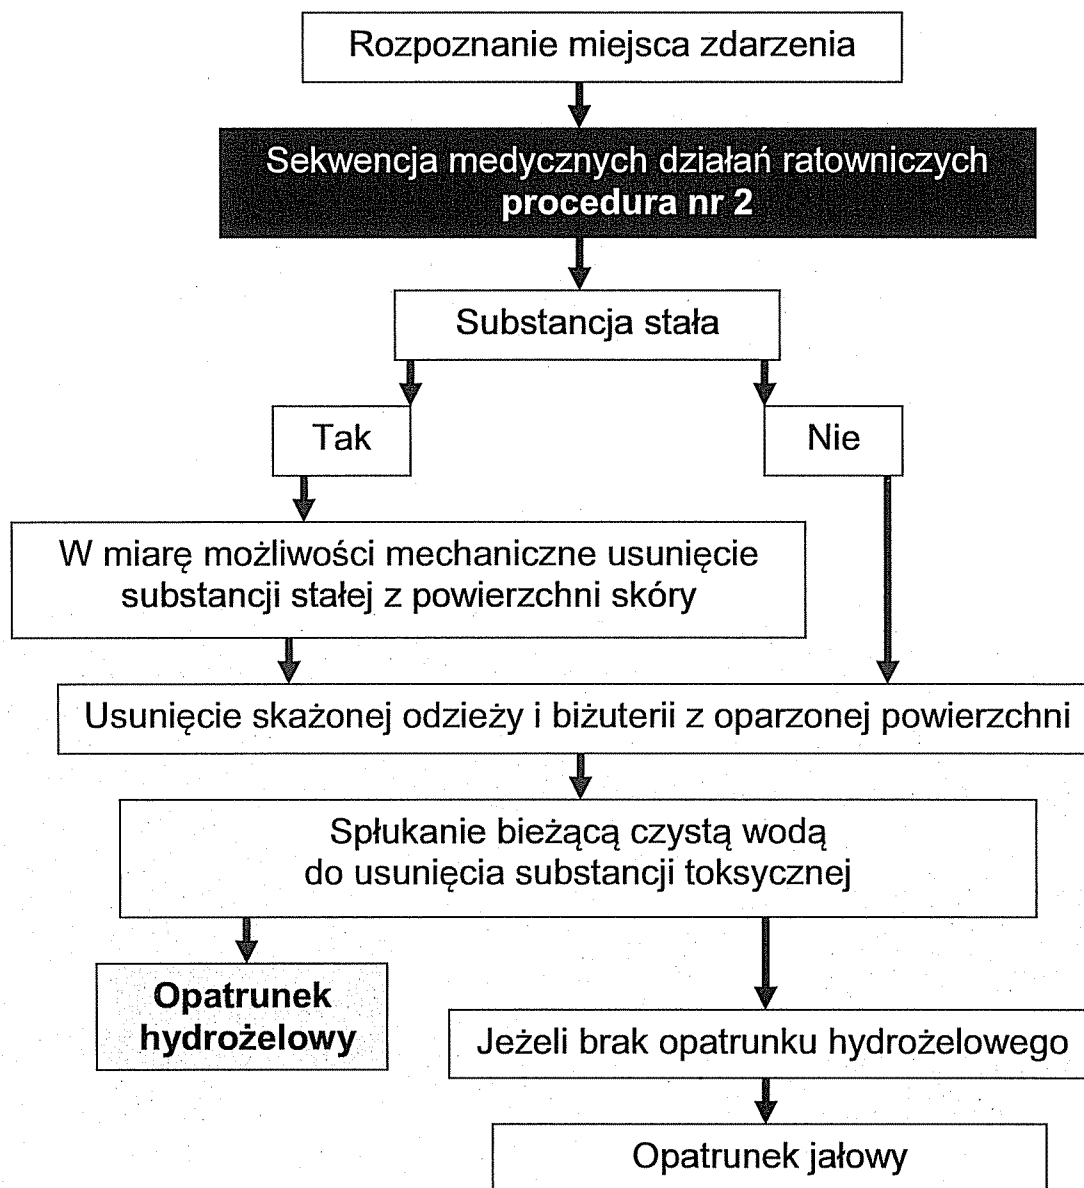 Rozpoznanie miejsca zdarzenia
Sekwencja medycznych działań ratowniczych
procedura nr 2
Substancja stała
Tak
Nie
W miarę możliwości mechaniczne usunięcie
substancji stałej z powierzchni skóry
Usunięcie skażonej odzieży i biżuterii z oparzonej powierzchni
Spłukanie bieżącą czystą wodą
do usunięcia substancji toksycznej
Opatrunek
hydrożelowy
Jeżeli brak opatrunku hydrożelowego
Opatrunek jałowy